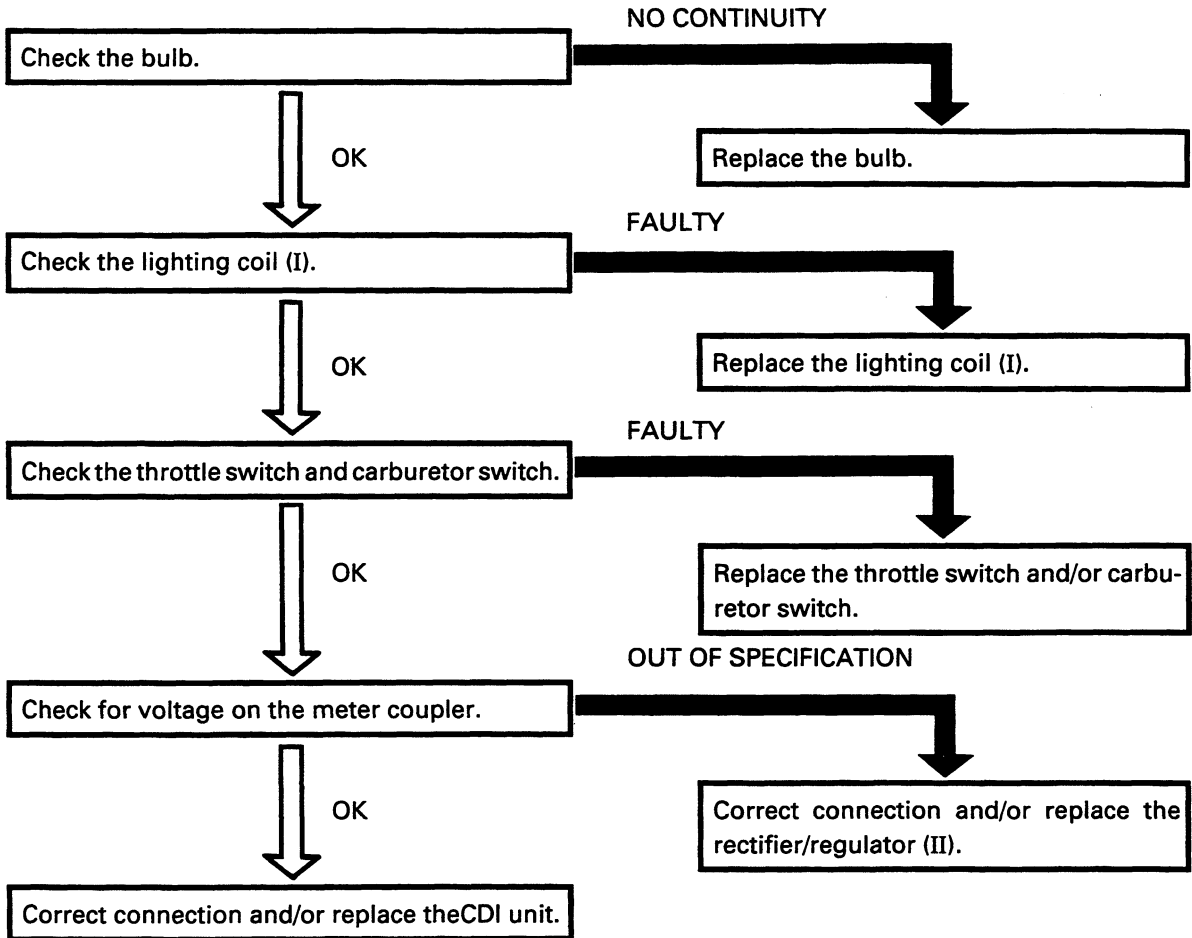 NO CONTINUITY
Check the bulb.
OK
Replace the bulb.
FAULTY
Check the lighting coil (I).
OK
Replace the lighting coil (I).
FAULTY
Check the throttle switch and carburetor switch.
OK
Replace the throttle switch and/or carbu-
retor switch.
OUT OF SPECIFICATION
Check for voltage on the meter coupler.
OK
Correct connection and/or replace the
rectifier/regulator (II).
Correct connection and/or replace theCDI unit.